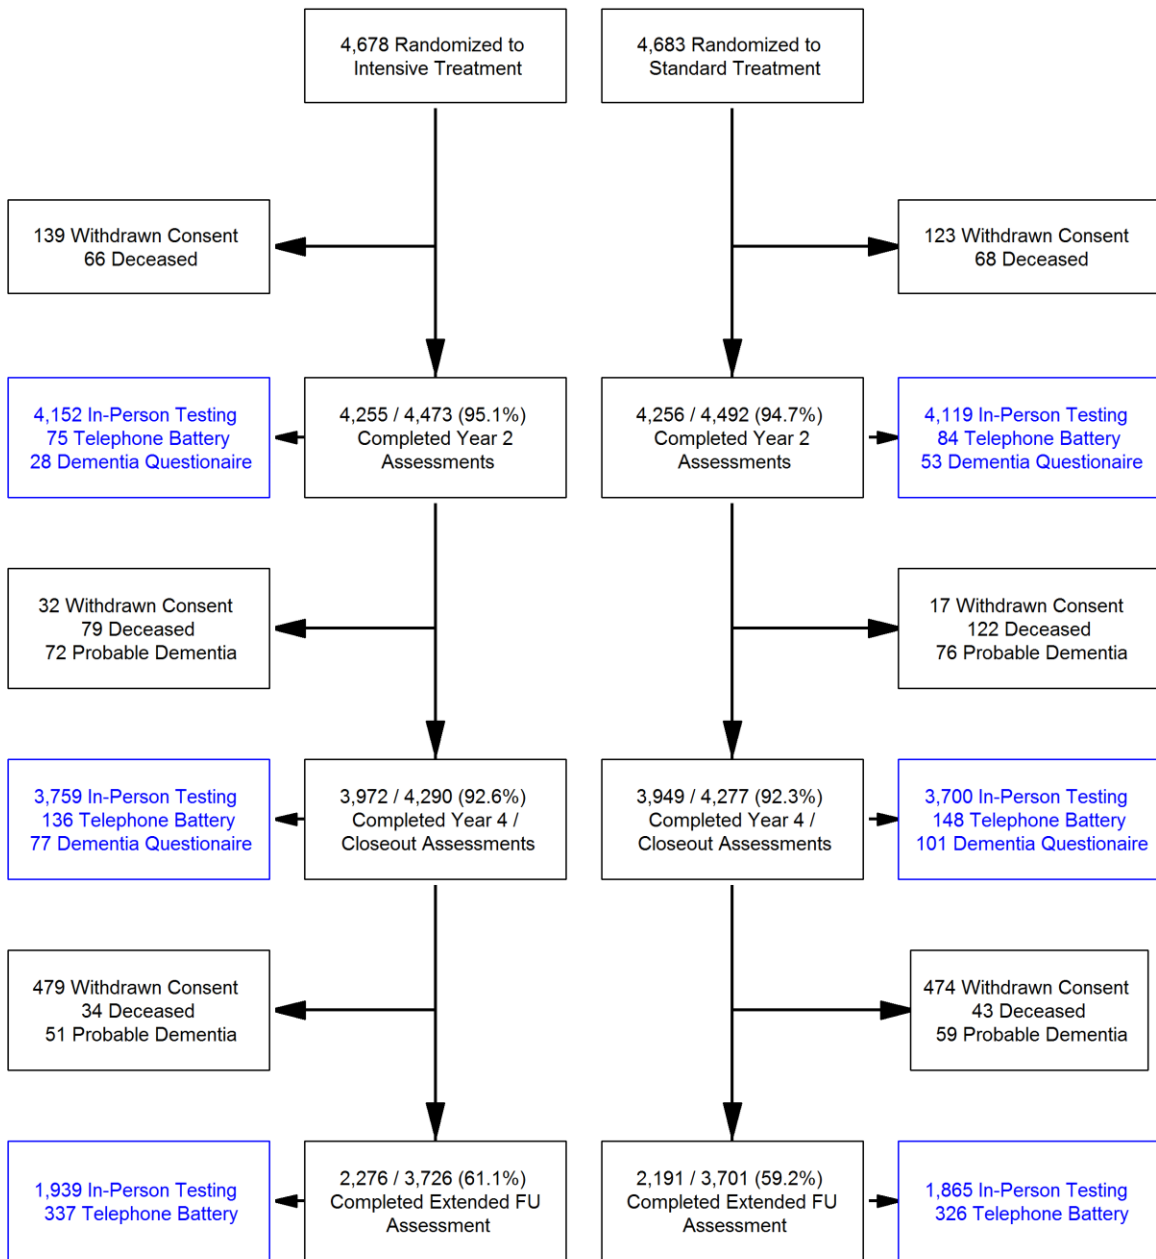 4,678 Randomized to
Intensive Treatment
4,683 Randomized to
Standard Treatment
139 Withdrawn Consent
66 Deceased
123 Withdrawn Consent
68 Deceased
4,152 In-Person Testing
75 Telephone Battery
28 Dementia Questionaire
4,255 / 4,473 (95.1%)
Completed Year 2
Assessments
4,256 / 4,492 (94.7%)
Completed Year 2
Assessments
4,119 In-Person Testing
84 Telephone Battery
53 Dementia Questionaire
32 Withdrawn Consent
79 Deceased
72 Probable Dementia
17 Withdrawn Consent
122 Deceased
76 Probable Dementia
3,759 In-Person Testing
136 Telephone Battery
77 Dementia Questionaire
3,972 / 4,290 (92.6%)
Completed Year 4 /
Closeout Assessments
3,949 / 4,277 (92.3%)
Completed Year 4 /
Closeout Assessments
3,700 In-Person Testing
148 Telephone Battery
101 Dementia Questionaire
479 Withdrawn Consent
34 Deceased
51 Probable Dementia
474 Withdrawn Consent
43 Deceased
59 Probable Dementia
1,939 In-Person Testing
337 Telephone Battery
2,276 / 3,726 (61.1%)
Completed Extended FU
Assessment
2,191 / 3,701 (59.2%)
Completed Extended FU
Assessment
1,865 In-Person Testing
326 Telephone Battery